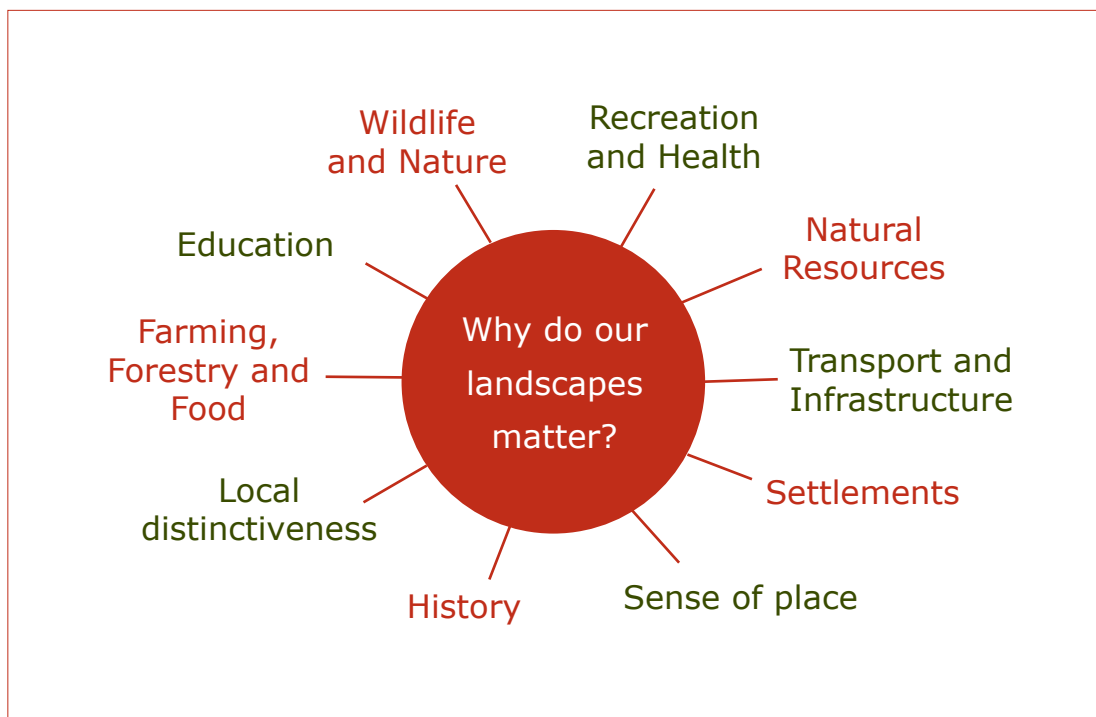 Wildlife
and Nature
Recreation
and Health
Education
Natural
Resources
Farming,
Forestry and
Food
Why do our
landscapes
matter?
Transport and
Infrastructure
Local
distinctiveness
Settlements
History
Sense of place